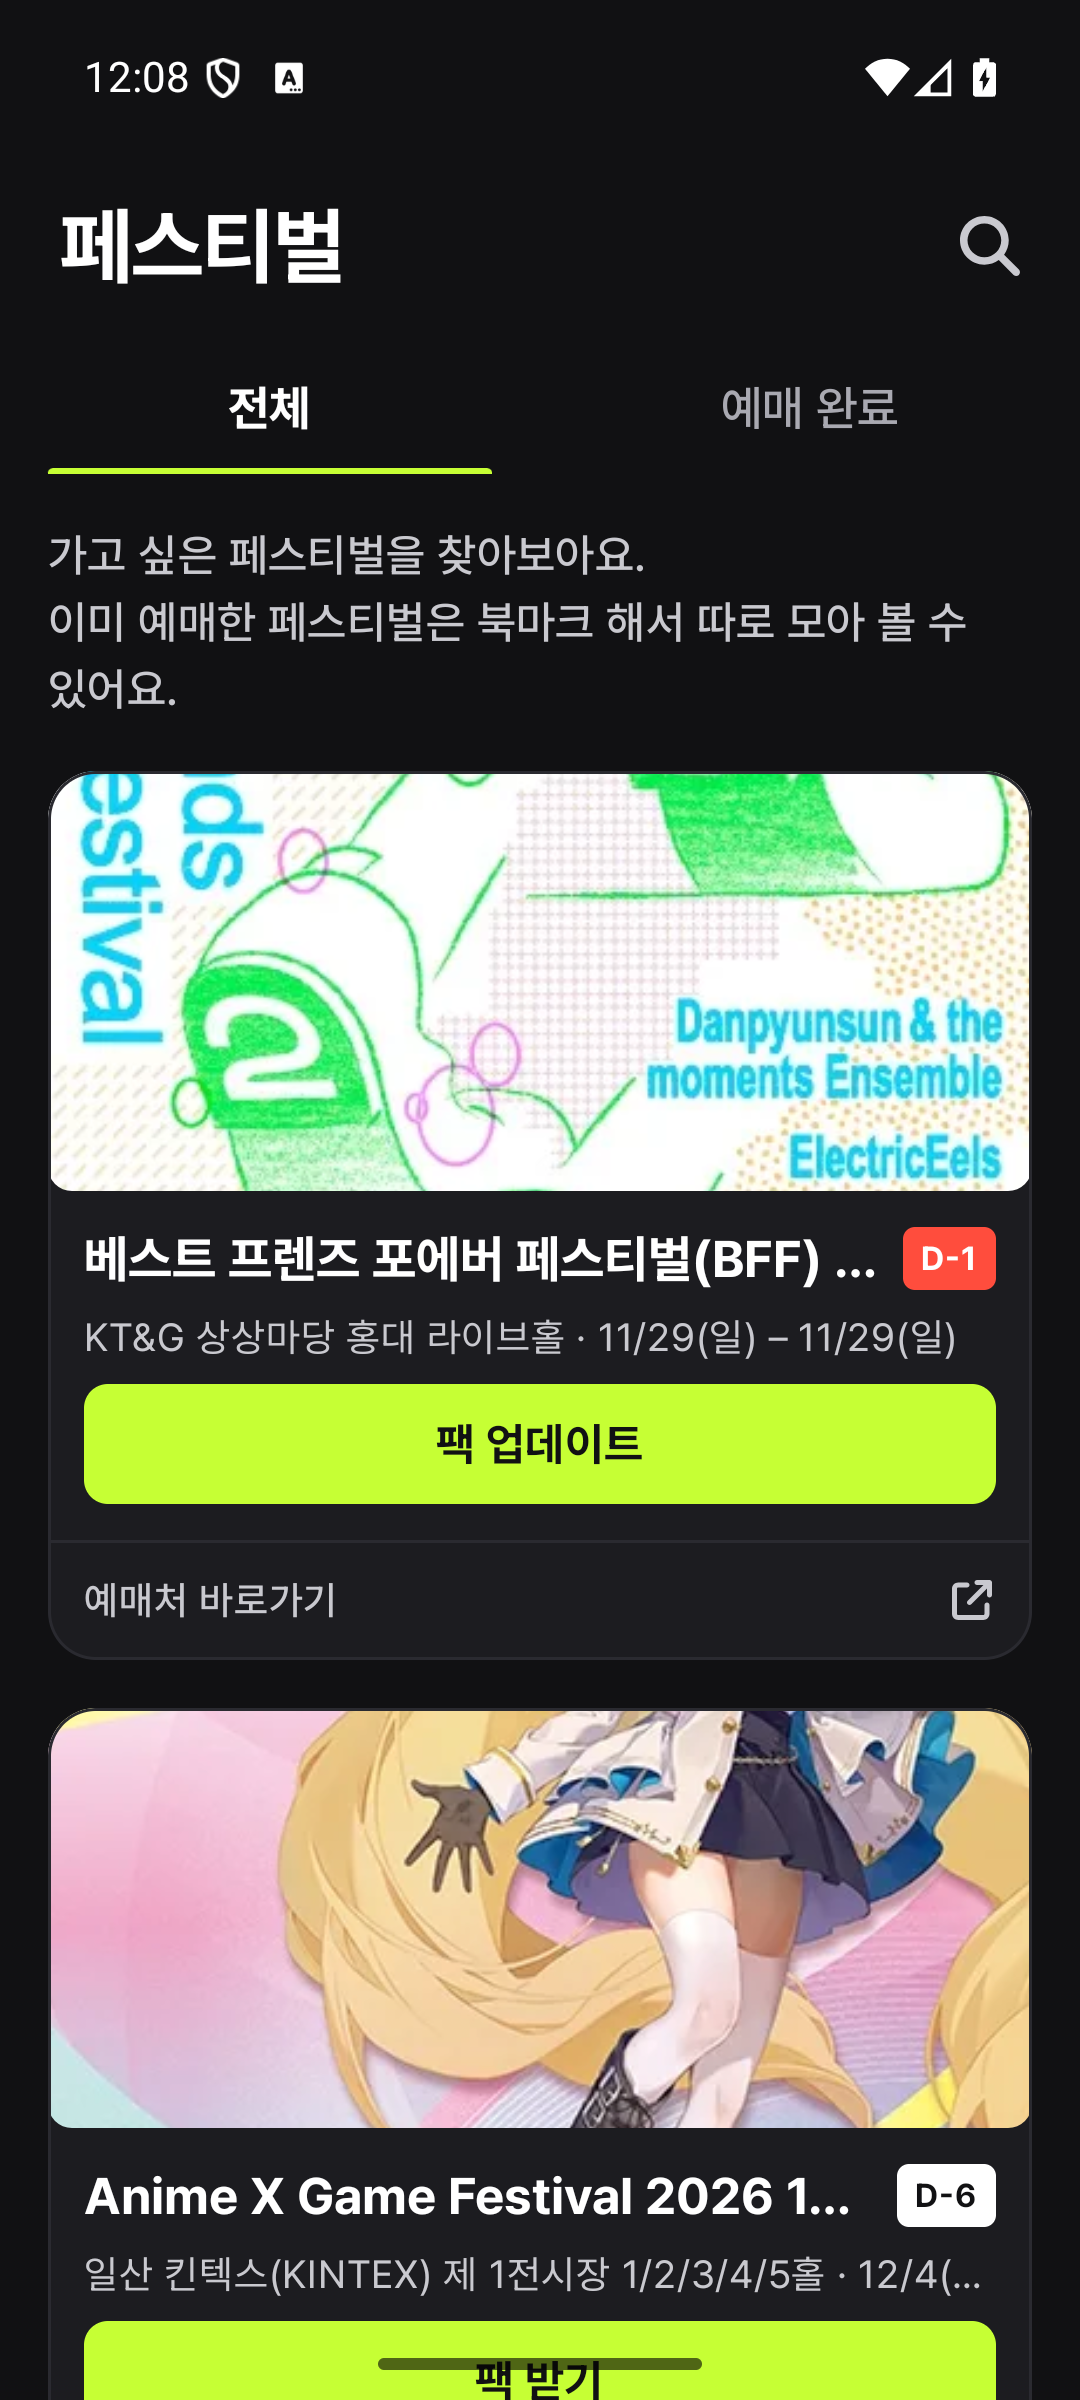 12:08
페스티벌
전체
예매 완료
가고 싶은 페스티벌을 찾아보아요.
이미 예매한 페스티벌은 북마크 해서 따로 모아 볼 수
있어요.
nds
estival
Danpyunsun & the
moments Ensemble
ElectricEels
베스트 프렌즈 포에버 페스티벌(BFF) ...
D-1
KT&G 상상마당 홍대 라이브홀 · 11/29(일) – 11/29(일)
팩 업데이트
예매처 바로가기
Anime X Game Festival 2026 1...
D-6
일산 킨텍스(KINTEX) 제 1전시장 1/2/3/4/5홀 · 12/4(...
팩 받기